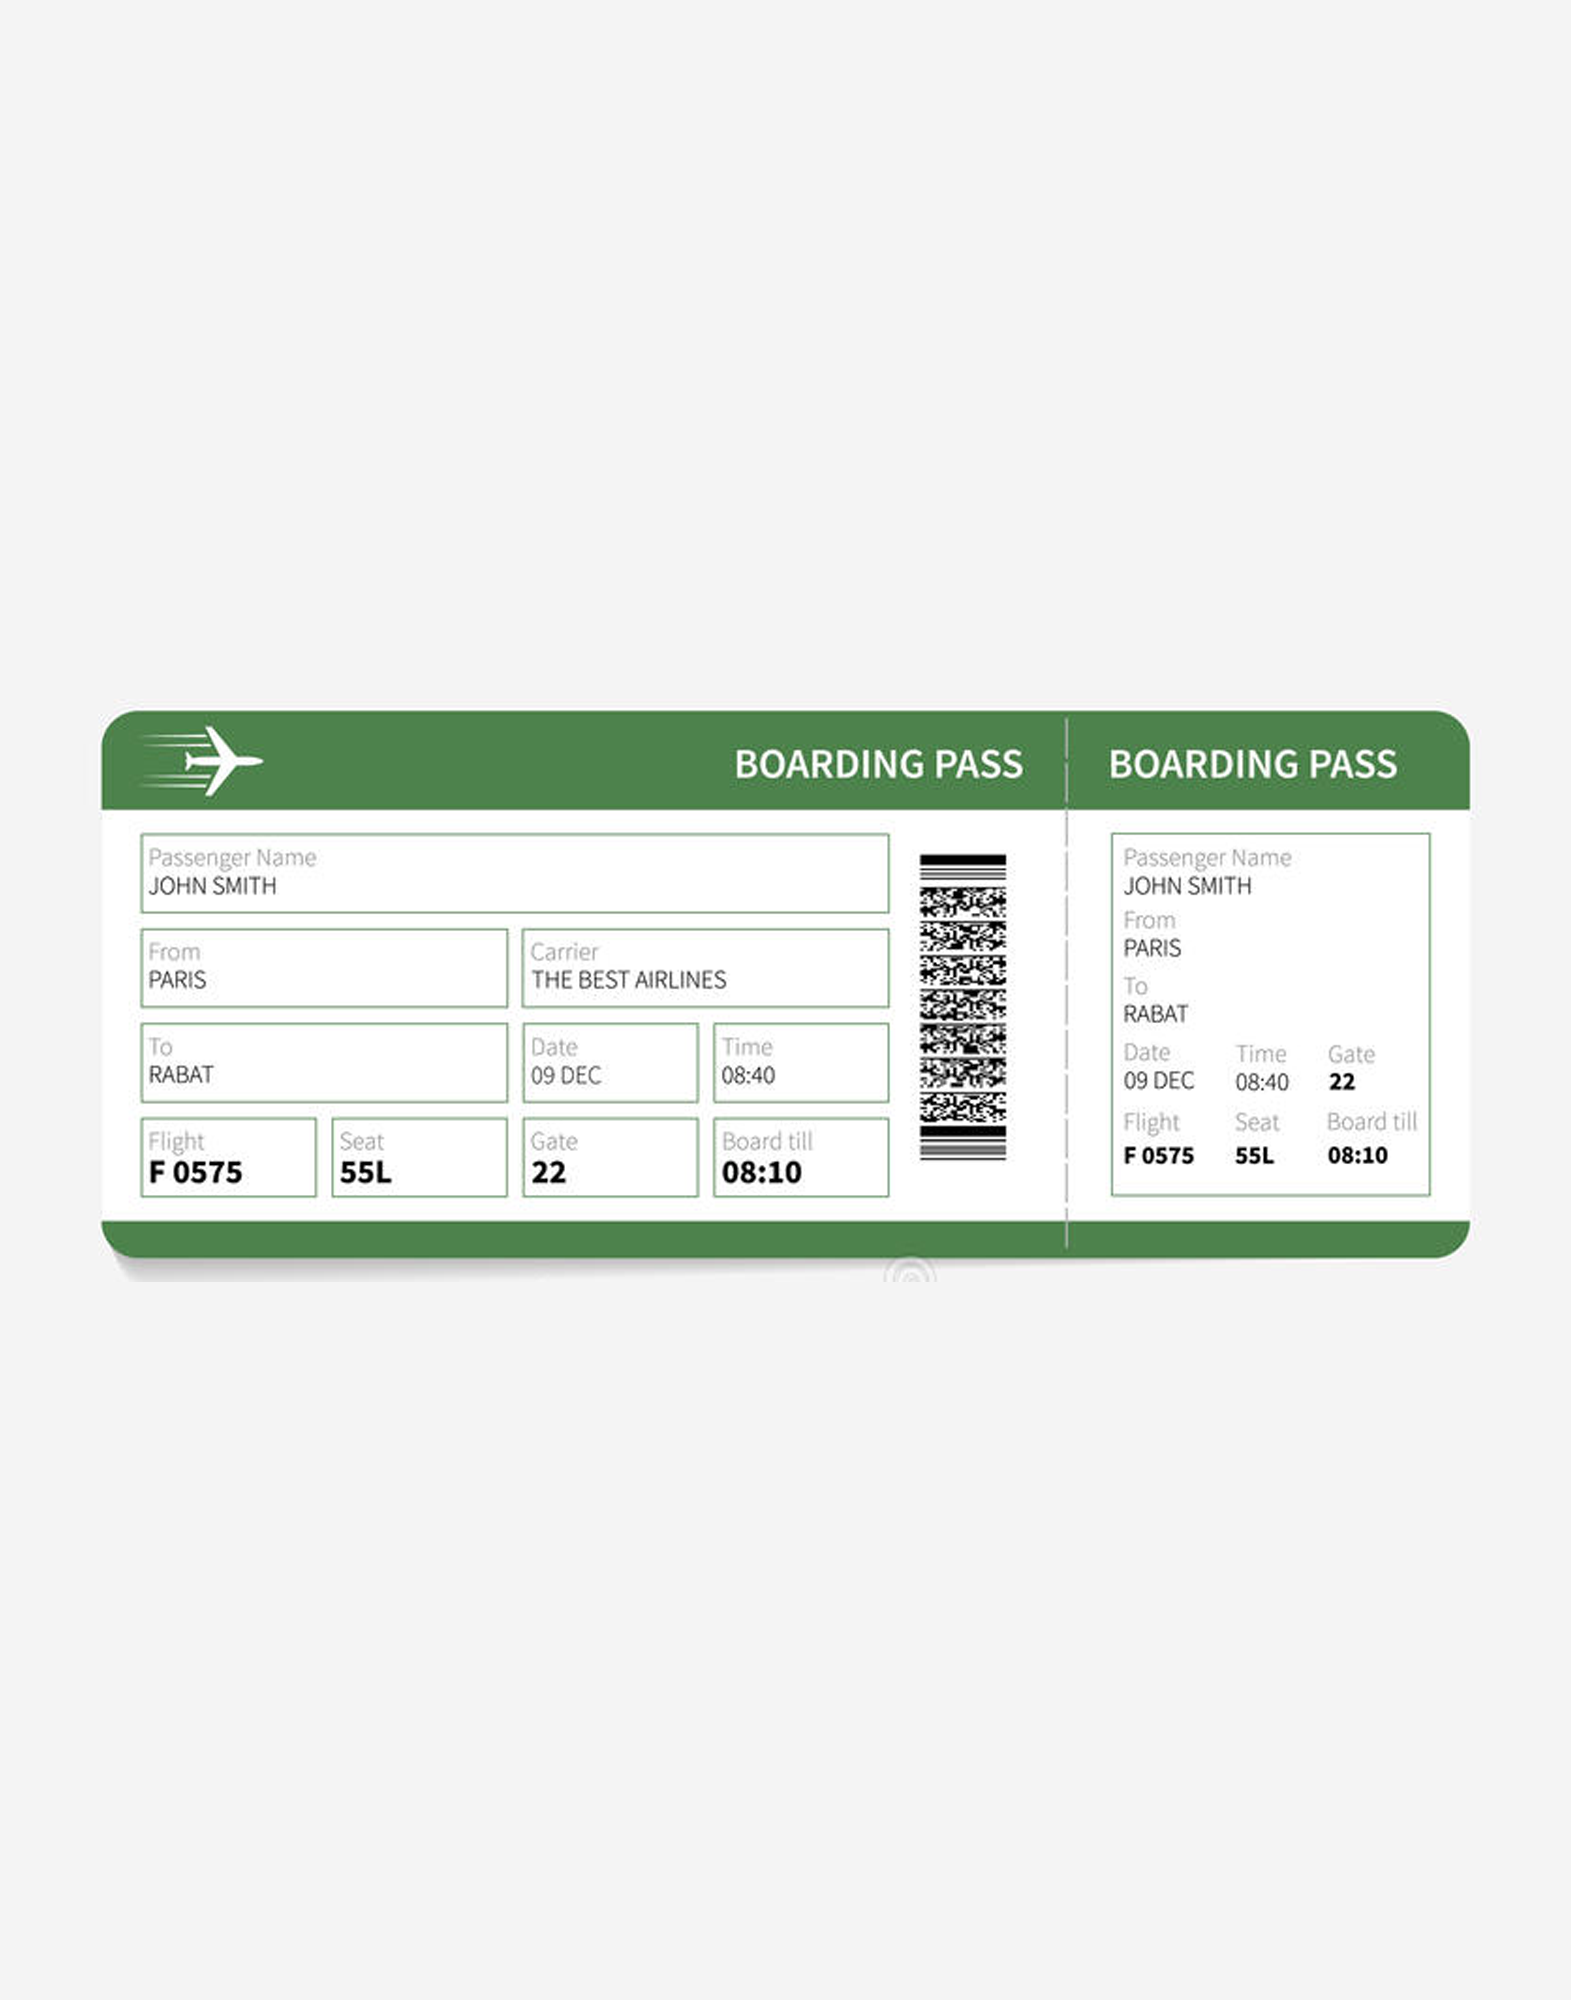 BOARDING PASS
Passenger Name
JOHN SMITH
From
PARIS
Carrier
THE BEST AIRLINES
To
RABAT
Date
09 DEC
Time
08:40
Flight
F 0575
Seat
55L
Gate
22
Board till
08:10
BOARDING PASS
Passenger Name
JOHN SMITH
From
PARIS
To
RABAT
Date Time Gate
09 DEC 08:40 22
Flight Seat Board till
F 0575 55L 08:10